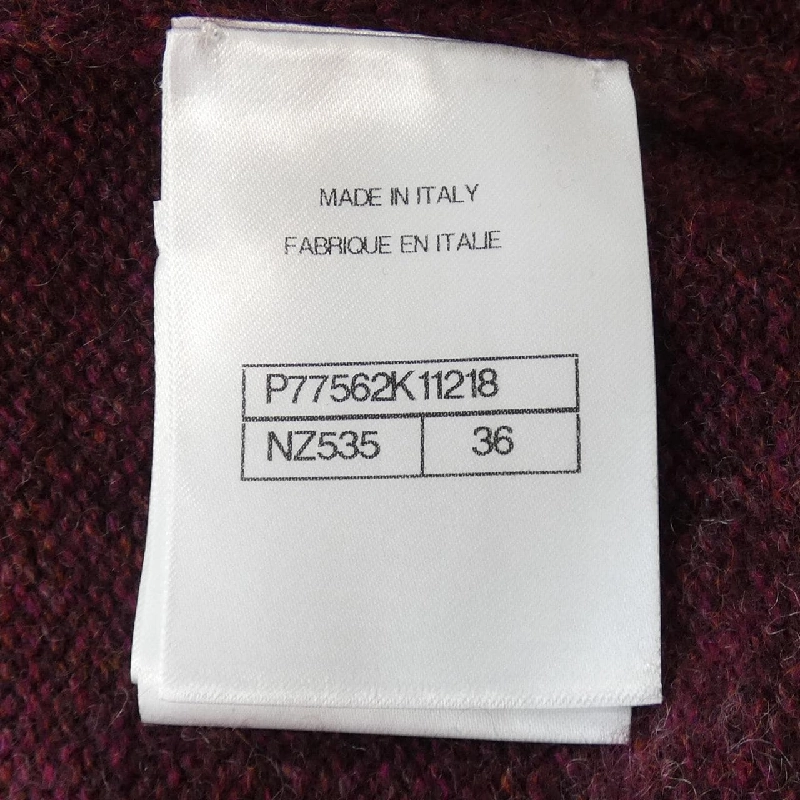 MADE IN ITALY
FABRIQUE EN ITALIE
P77562K11218
NZ535 36